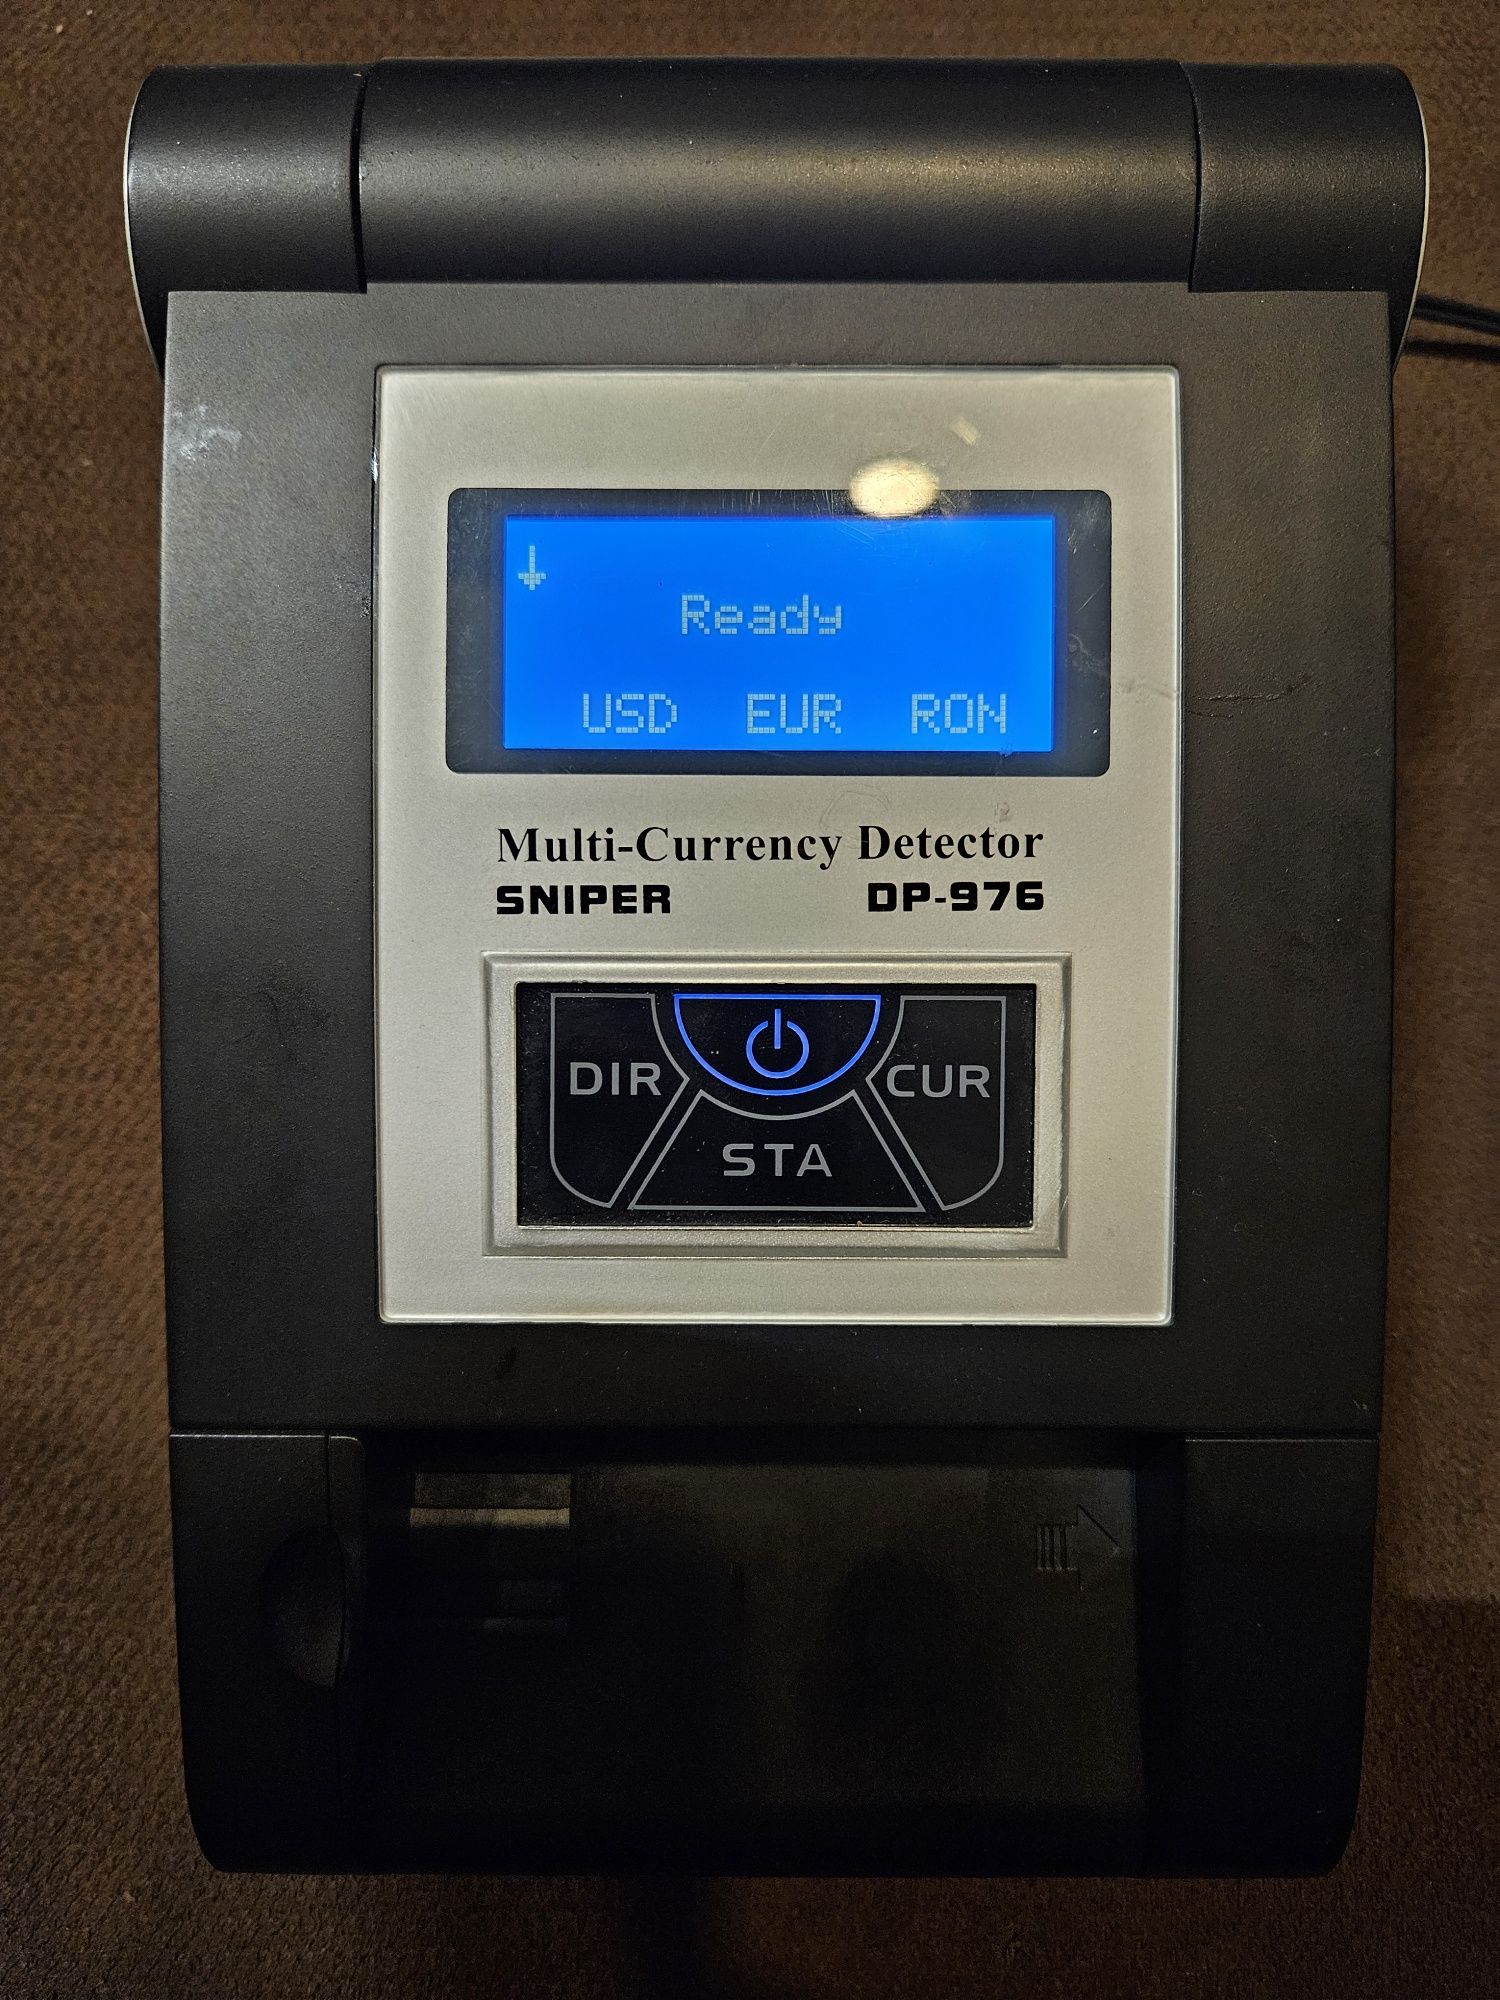 Ready
USD EUR RON
Multi-Currency Detector
SNIPER DP-976
DIR CUR
STA